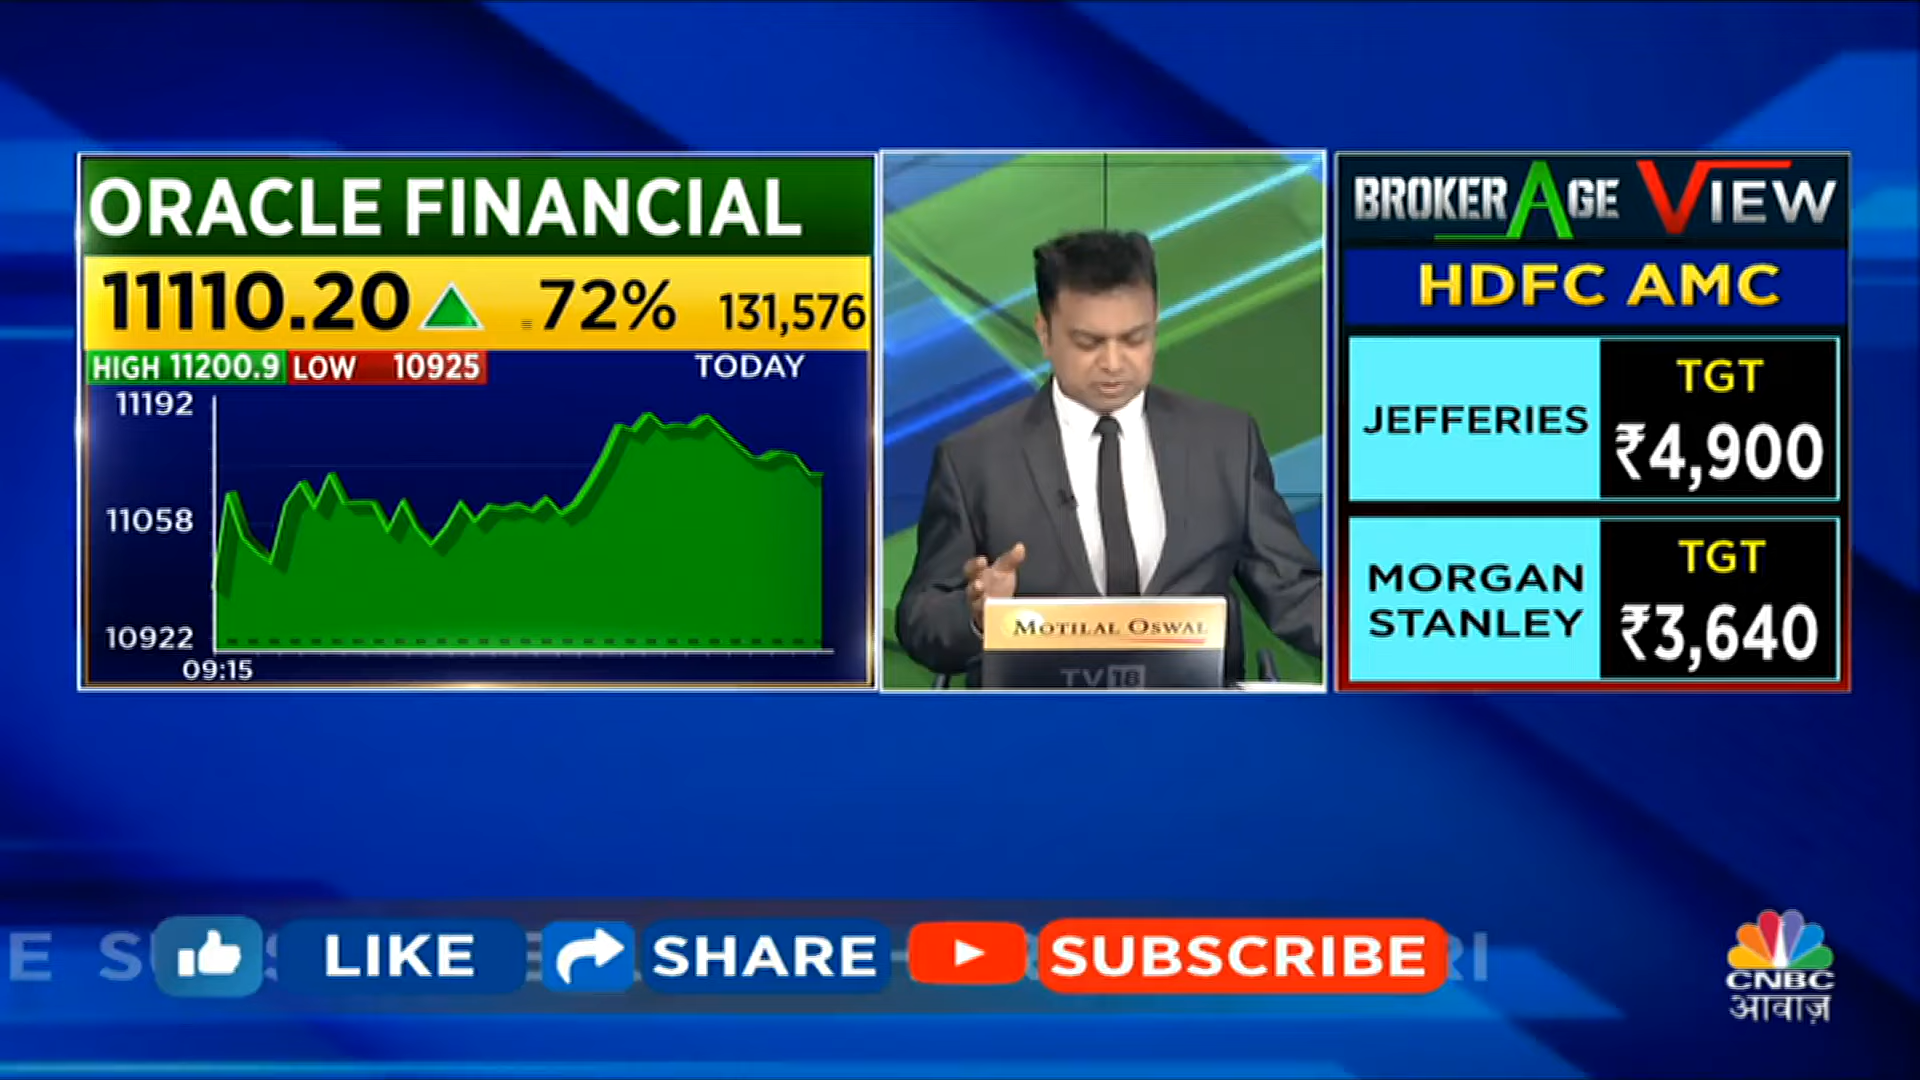 ORACLE FINANCIAL
11110.20 .72% 131,576
HIGH 11200.9 LOW 10925 TODAY
11192
11058
10922
09:15
MOTILAL OSWAL
TV18
BROKERAGE VIEW
HDFC AMC
JEFFERIES
TGT
₹4,900
MORGAN
STANLEY
TGT
₹3,640
LIKE SHARE SUBSCRIBE
CNBC
आवाज़